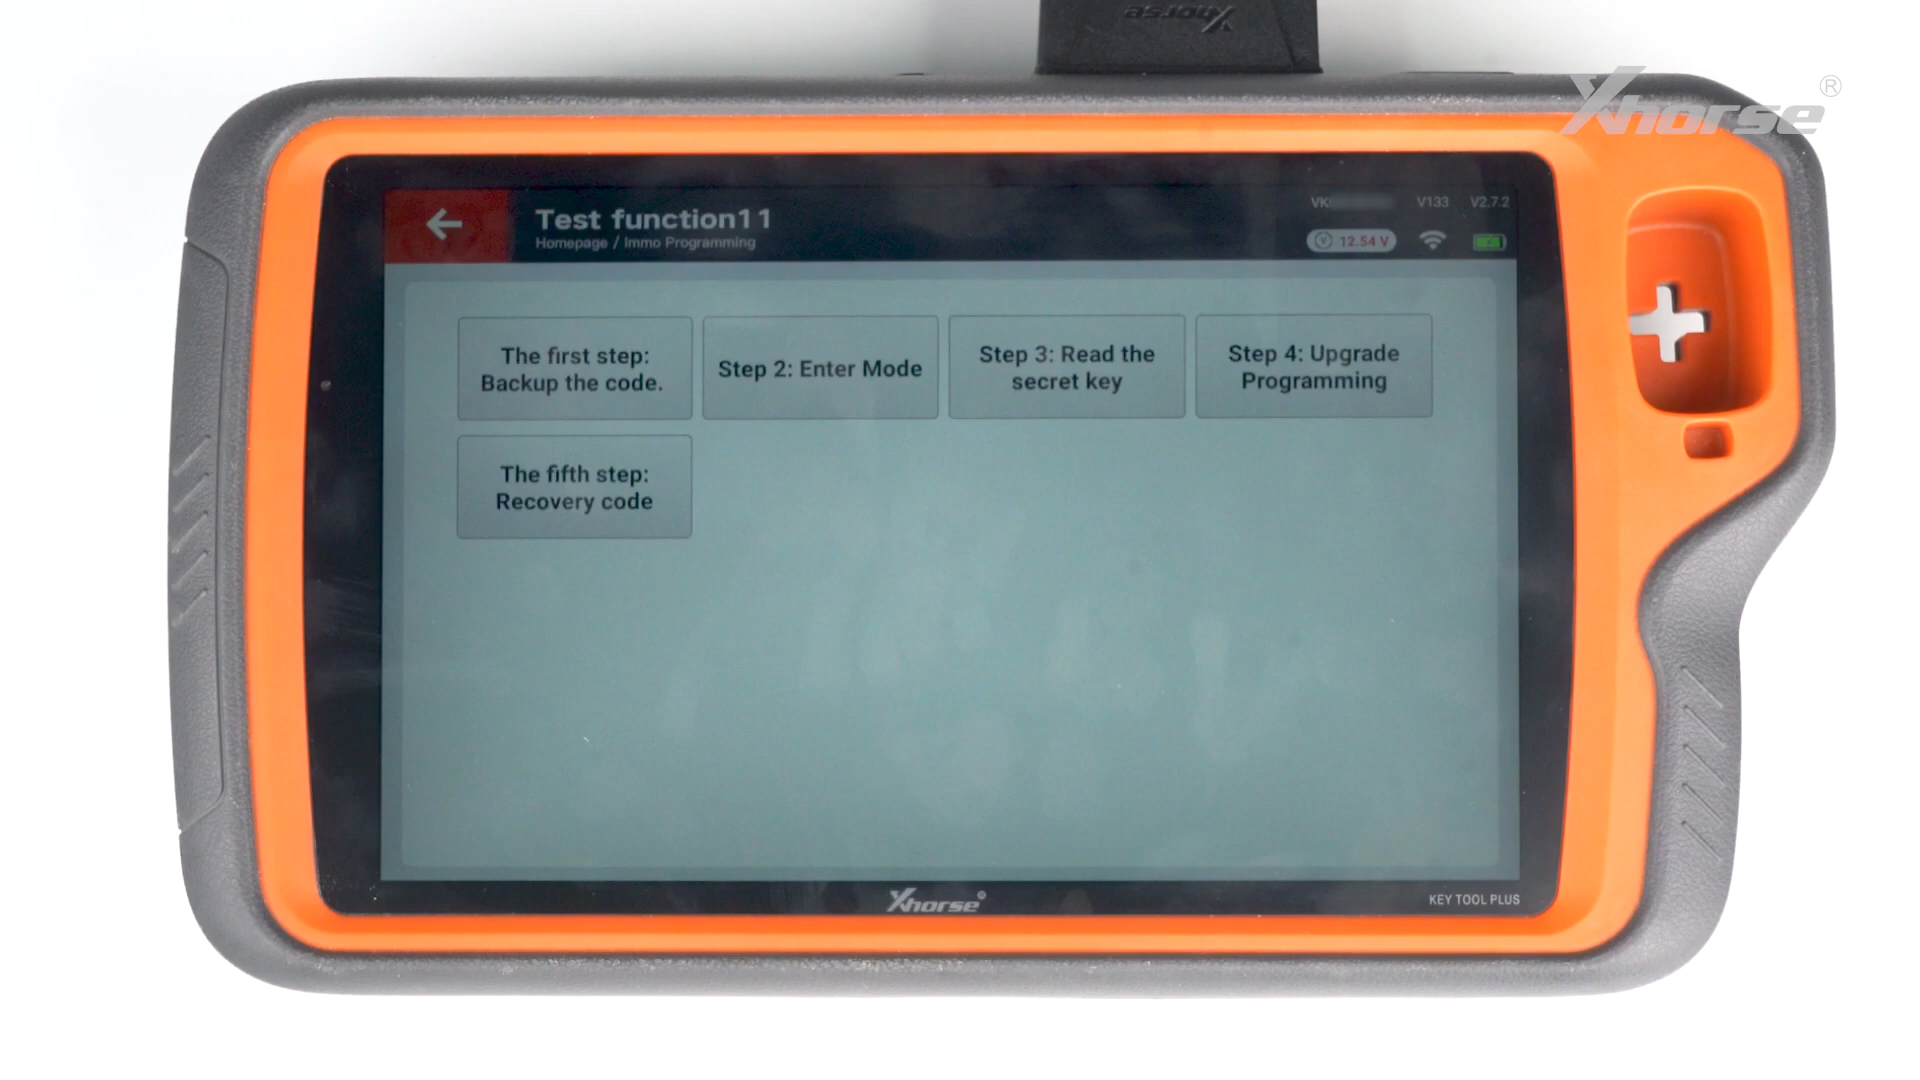 Xhorse
Xhorse®
Test function11
Homepage / Immo Programming
VK
V133
V2.7.2
12.54 V
The first step:
Backup the code.
Step 2: Enter Mode
Step 3: Read the
secret key
Step 4: Upgrade
Programming
The fifth step:
Recovery code
Xhorse®
KEY TOOL PLUS